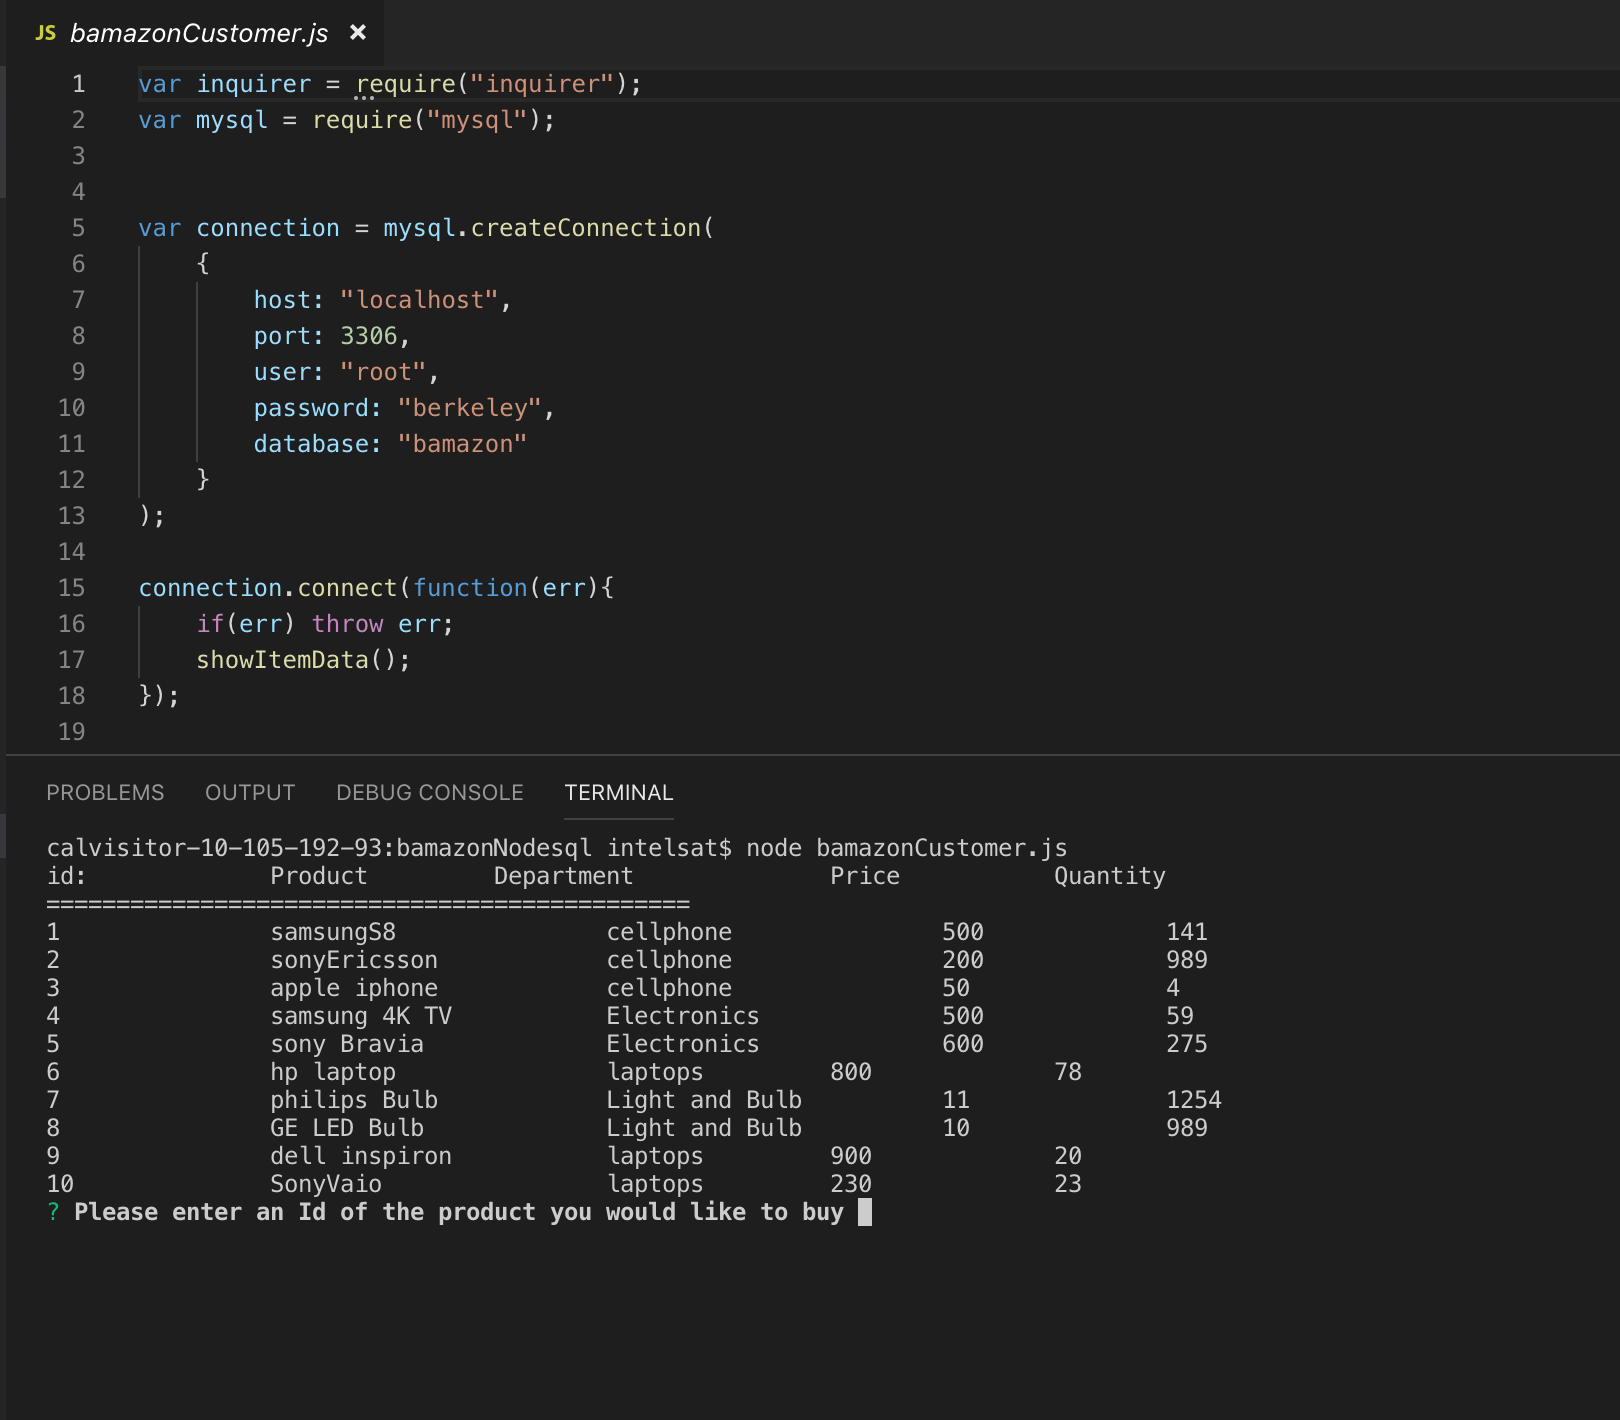 JS bamazonCustomer.js ×
1 var inquirer = require("inquirer");
2 var mysql = require("mysql");
3
4
5 var connection = mysql.createConnection(
6 {
7 host: "localhost",
8 port: 3306,
9 user: "root",
10 password: "berkeley",
11 database: "bamazon"
12 }
13 );
14
15 connection.connect(function(err){
16 if(err) throw err;
17 showItemData();
18 });
19
PROBLEMS OUTPUT DEBUG CONSOLE TERMINAL
calvisitor-10-105-192-93:bamazonNodesql intelsat$ node bamazonCustomer.js
id: Product Department Price Quantity
==============================================
1 samsungS8 cellphone 500 141
2 sonyEricsson cellphone 200 989
3 apple iphone cellphone 50 4
4 samsung 4K TV Electronics 500 59
5 sony Bravia Electronics 600 275
6 hp laptop laptops 800 78
7 philips Bulb Light and Bulb 11 1254
8 GE LED Bulb Light and Bulb 10 989
9 dell inspiron laptops 900 20
10 SonyVaio laptops 230 23
? Please enter an Id of the product you would like to buy